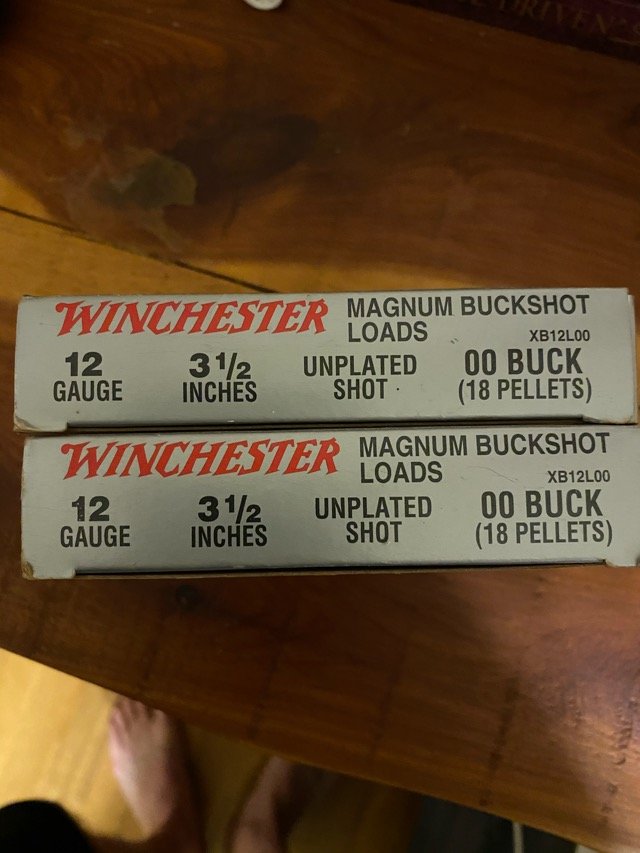 DRIVEN
WINCHESTER MAGNUM BUCKSHOT
LOADS XB12L00
12 3 1/2 UNPLATED 00 BUCK
GAUGE INCHES SHOT (18 PELLETS)
WINCHESTER MAGNUM BUCKSHOT
LOADS XB12L00
12 3 1/2 UNPLATED 00 BUCK
GAUGE INCHES SHOT (18 PELLETS)